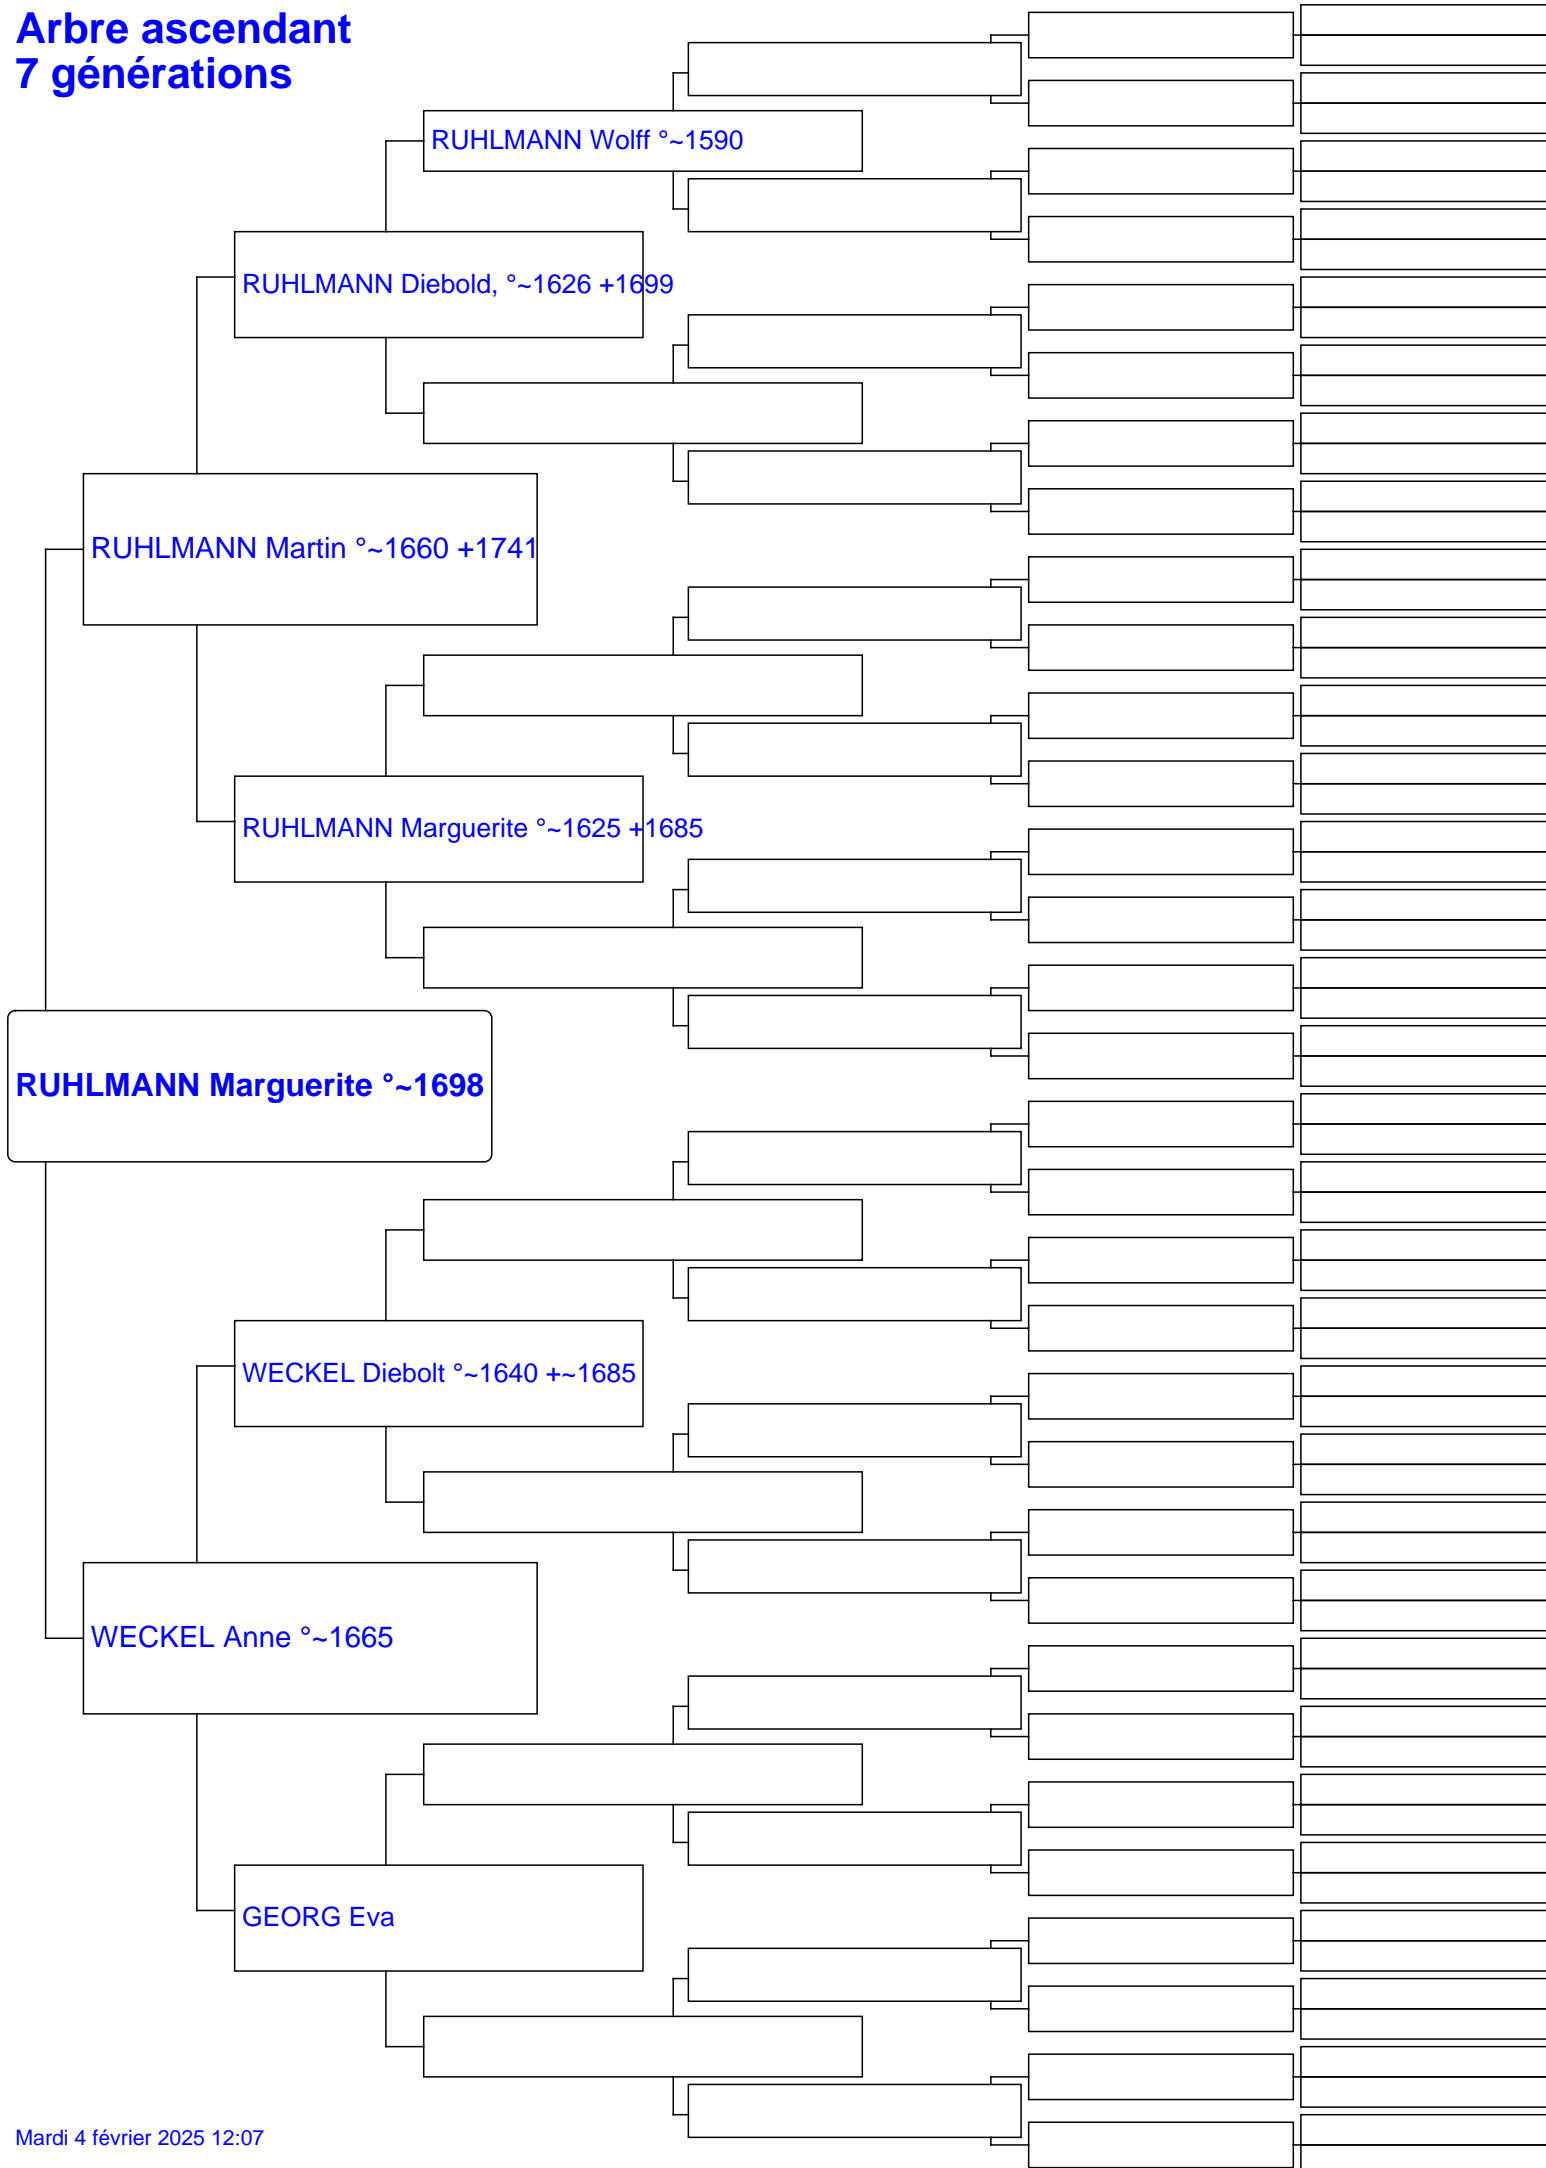 Arbre ascendant
7 générations
RUHLMANN Wolff °~1590
RUHLMANN Diebold, °~1626 +1699
RUHLMANN Martin °~1660 +1741
RUHLMANN Marguerite °~1625 +1685
RUHLMANN Marguerite °~1698
WECKEL Diebolt °~1640 +~1685
WECKEL Anne °~1665
GEORG Eva
Mardi 4 février 2025 12:07